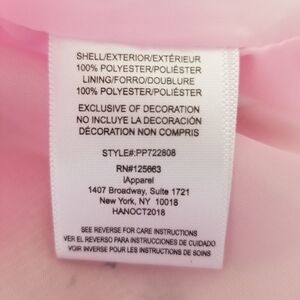 SHELL/EXTERIOR/EXTÉRIEUR
100% POLYESTER/POLIÉSTER
LINING/FORRO/DOUBLURE
100% POLYESTER/POLIÉSTER
EXCLUSIVE OF DECORATION
NO INCLUYE LA DECORACIÓN
DÉCORATION NON COMPRIS
STYLE#:PP722808
RN#125663
iApparel
1407 Broadway, Suite 1721
New York, NY 10018
HANOCT2018
SEE REVERSE FOR CARE INSTRUCTIONS
VER EL REVERSO PARA INSTRUCCIONES DE CUIDADO
VOIR INVERSE POUR LES INSTRUCTIONS DE SOINS